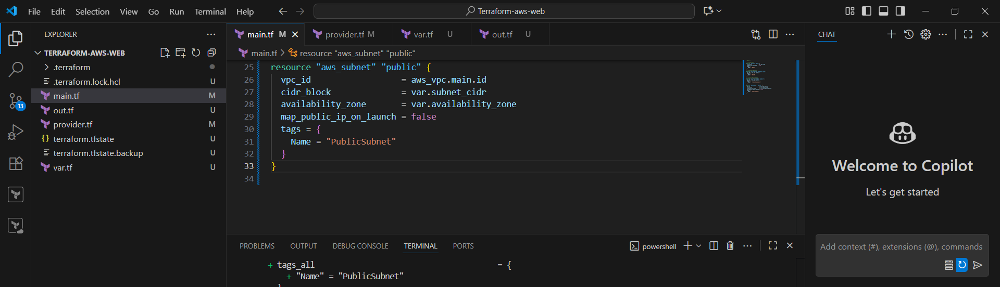 File Edit Selection View Go Run Terminal Help
Terraform-aws-web
EXPLORER
TERRAFORM-AWS-WEB
.terraform
.terraform.lock.hcl U
main.tf M
out.tf U
provider.tf M
{} terraform.tfstate U
terraform.tfstate.backup U
var.tf U
13
main.tf M
provider.tf M
var.tf U
out.tf U
main.tf > resource "aws_subnet" "public"
25 resource "aws_subnet" "public" {
26 vpc_id = aws_vpc.main.id
27 cidr_block = var.subnet_cidr
28 availability_zone = var.availability_zone
29 map_public_ip_on_launch = false
30 tags = {
31 Name = "PublicSubnet"
32 }
33 }
34
PROBLEMS OUTPUT DEBUG CONSOLE TERMINAL PORTS
powershell
+ tags_all = {
+ "Name" = "PublicSubnet"
}
CHAT
Welcome to Copilot
Let's get started
Add context (#), extensions (@), commands